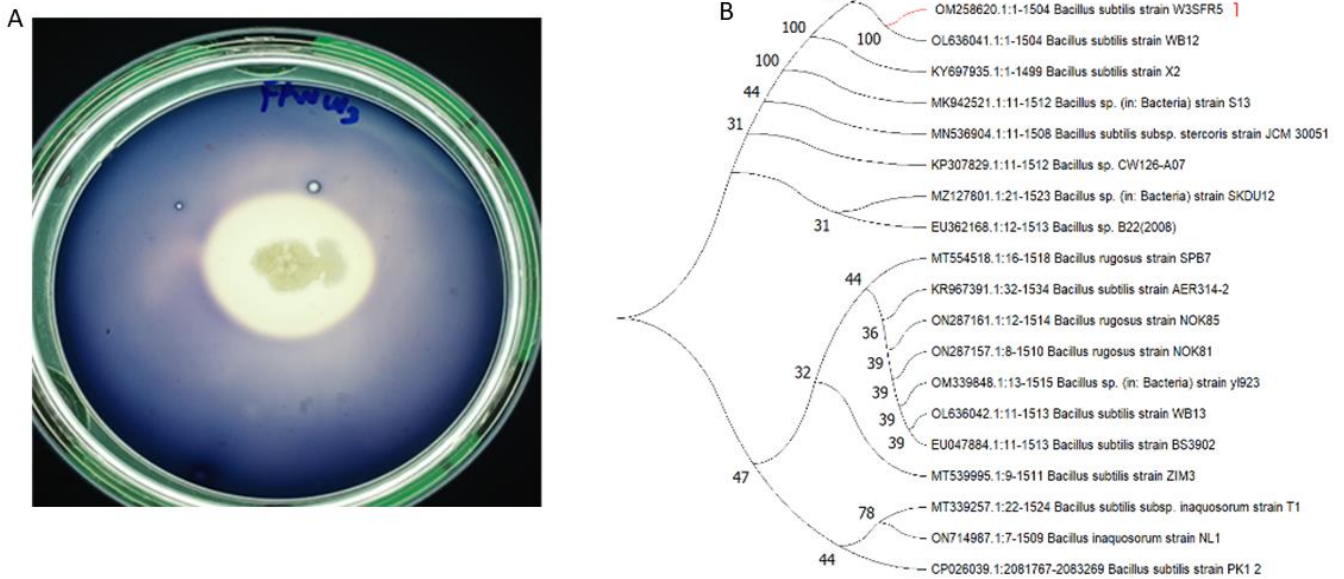 A
B
FAWW3
OM258620.1:1-1504 Bacillus subtilis strain W3SFR5 1
100
100
OL636041.1:1-1504 Bacillus subtilis strain WB12
KY697935.1:1-1499 Bacillus subtilis strain X2
100
MK942521.1:11-1512 Bacillus sp. (in: Bacteria) strain S13
44
MN536904.1:11-1508 Bacillus subtilis subsp. stercoris strain JCM 30051
31
KP307829.1:11-1512 Bacillus sp. CW126-A07
MZ127801.1:21-1523 Bacillus sp. (in: Bacteria) strain SKDU12
31
EU362168.1:12-1513 Bacillus sp. B22(2008)
MT554518.1:16-1518 Bacillus rugosus strain SPB7
44
KR967391.1:32-1534 Bacillus subtilis strain AER314-2
ON287161.1:12-1514 Bacillus rugosus strain NOK85
36
ON287157.1:8-1510 Bacillus rugosus strain NOK81
39
32
OM339848.1:13-1515 Bacillus sp. (in: Bacteria) strain yl923
39
OL636042.1:11-1513 Bacillus subtilis strain WB13
39
EU047884.1:11-1513 Bacillus subtilis strain BS3902
39
MT539995.1:9-1511 Bacillus subtilis strain ZIM3
47
MT339257.1:22-1524 Bacillus subtilis subsp. inaquosorum strain T1
78
ON714987.1:7-1509 Bacillus inaquosorum strain NL1
44
CP026039.1:2081767-2083269 Bacillus subtilis strain PK1 2